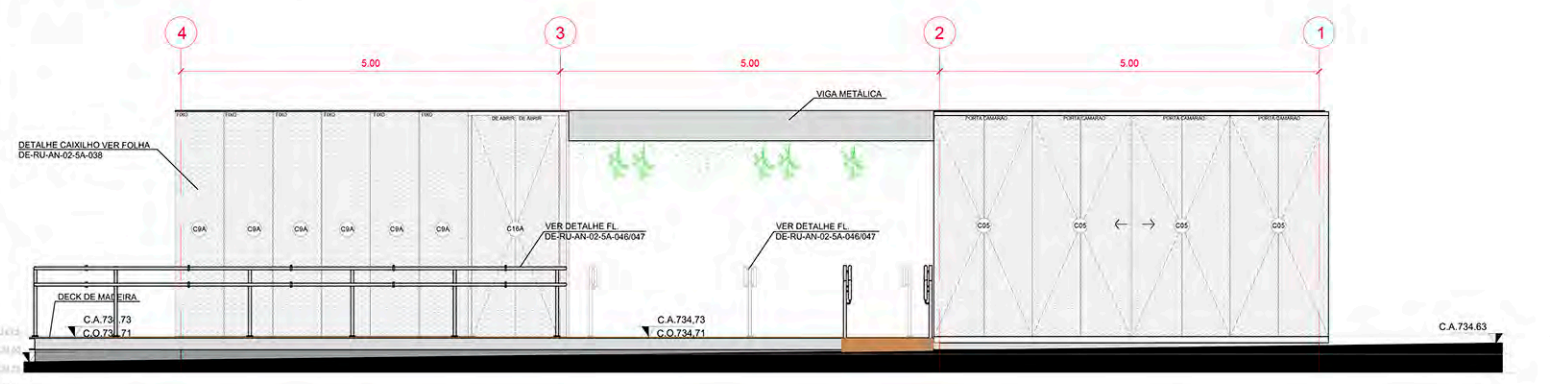 4
3
2
1
5.00
5.00
5.00
VIGA METÁLICA
FIXO
FIXO
FIXO
FIXO
FIXO
FIXO
DE ABRIR
DE ABRIR
PORTA CAMARÃO
PORTA CAMARÃO
PORTA CAMARÃO
PORTA CAMARÃO
DETALHE CAIXILHO VER FOLHA
DE-RU-AN-02-5A-038
C9A
C9A
C9A
C9A
C9A
C9A
C16A
VER DETALHE FL.
DE-RU-AN-02-5A-046/047
VER DETALHE FL.
DE-RU-AN-02-5A-046/047
C05
C05
C05
C05
DECK DE MADEIRA
C.A.734,73
C.O.734,71
C.A.734,73
C.O.734,71
C.A.734.63